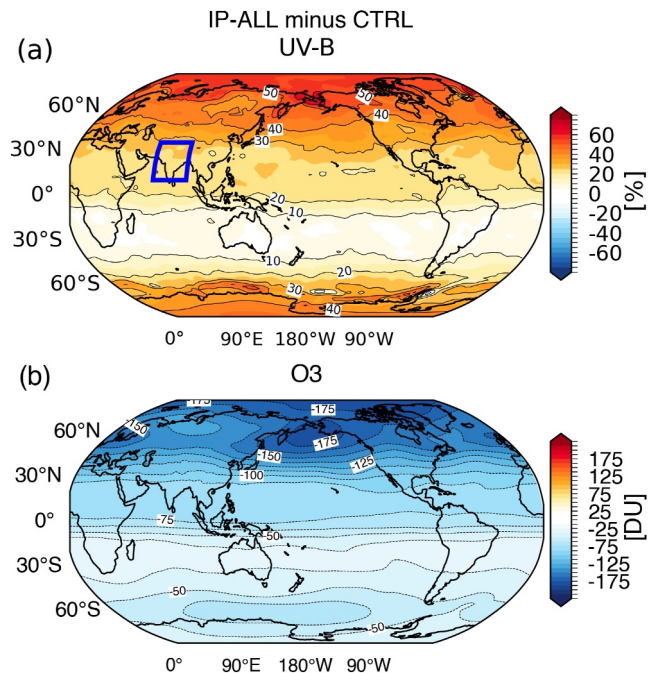 IP-ALL minus CTRL
(a)
UV-B
60°N
30°N
0°
30°S
60°S
50
50
40
40
30
20
10
10
20
30
40
60
40
20
0
-20
-40
-60
[%]
0° 90°E 180°W 90°W
(b)
O3
60°N
30°N
0°
30°S
60°S
-175
-175
-150
-175
-150
-125
-100
-75
-50
-50
-50
175
125
75
25
-25
-75
-125
-175
[DU]
0° 90°E 180°W 90°W